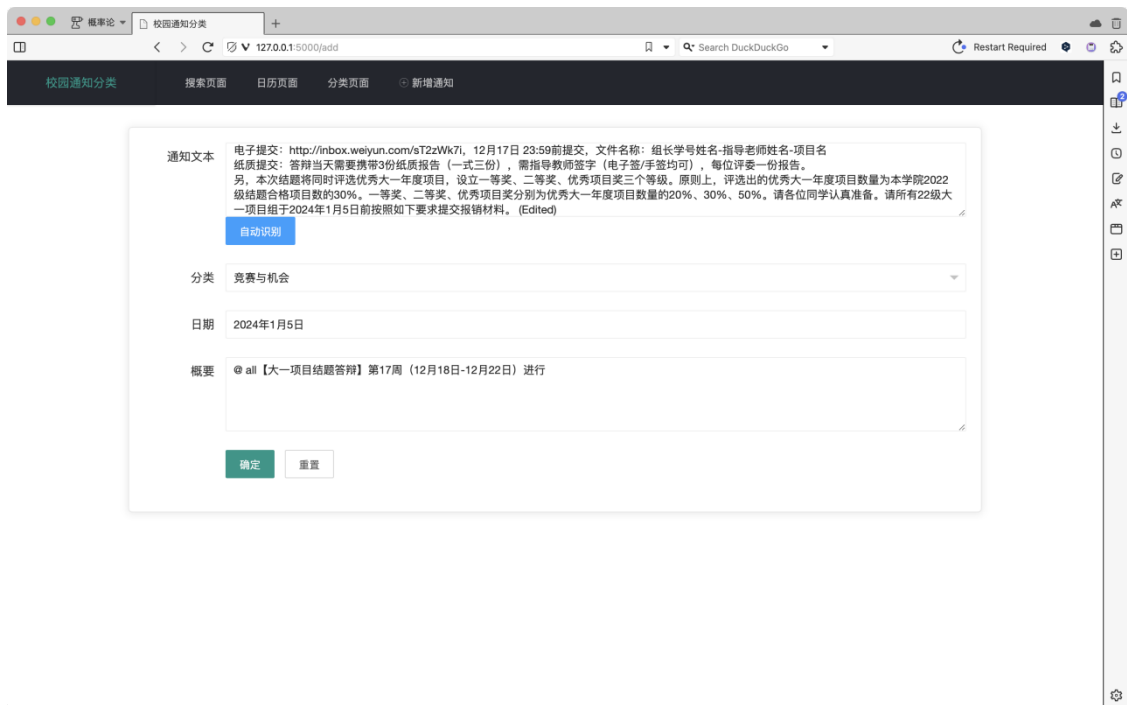 概率论
校园通知分类
127.0.0.1:5000/add
Search DuckDuckGo
Restart Required
校园通知分类
搜索页面
日历页面
分类页面
新增通知
2
通知文本
电子提交：http://inbox.weiyun.com/sT2zWk7i，12月17日 23:59前提交，文件名称：组长学号姓名-指导老师姓名-项目名
纸质提交：答辩当天需要携带3份纸质报告（一式三份），需指导教师签字（电子签/手签均可），每位评委一份报告。
另，本次结题将同时评选优秀大一年度项目，设立一等奖、二等奖、优秀项目奖三个等级。原则上，评选出的优秀大一年度项目数量为本学院2022
级结题合格项目数的30%。一等奖、二等奖、优秀项目奖分别为优秀大一年度项目数量的20%、30%、50%。请各位同学认真准备。请所有22级大
一项目组于2024年1月5日前按照如下要求提交报销材料。 (Edited)
自动识别
分类
竞赛与机会
日期
2024年1月5日
概要
@ all【大一项目结题答辩】第17周（12月18日-12月22日）进行
确定
重置